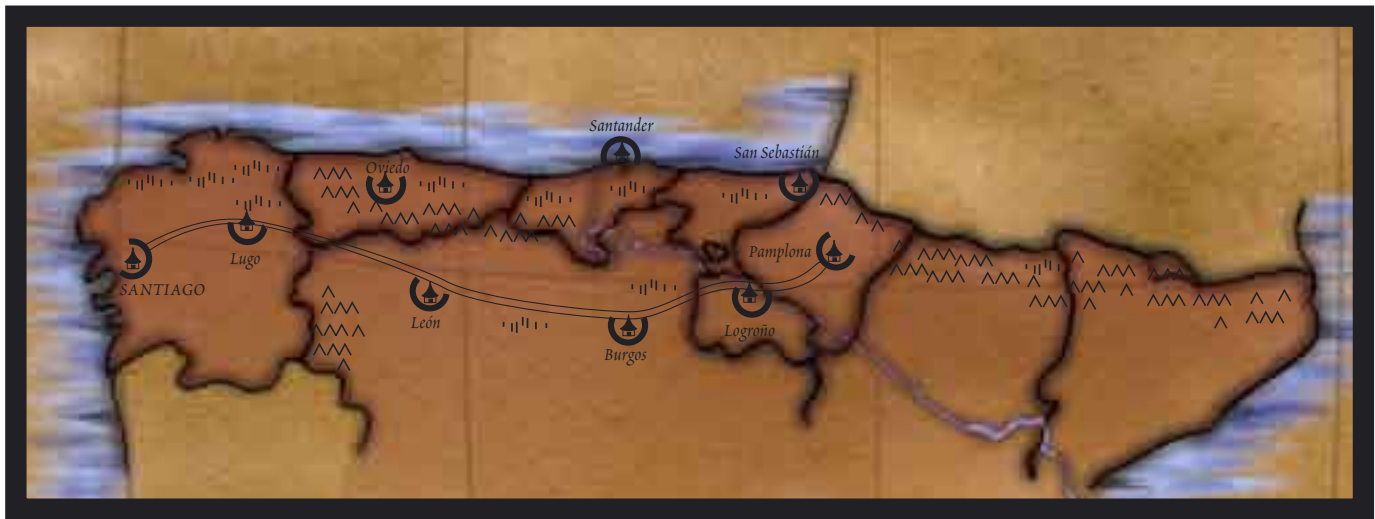 Santander
San Sebastián
Oviedo
Pamplona
Lugo
SANTIAGO
León
Logroño
Burgos